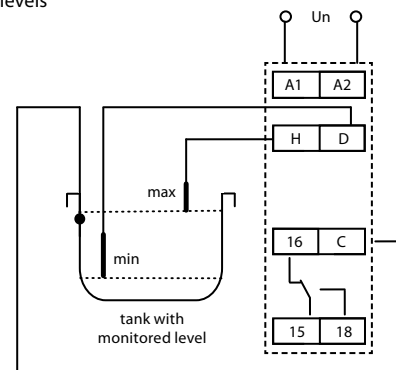 levels
Un
A1 A2
H D
max
min
16 C
tank with
monitored level
15 18